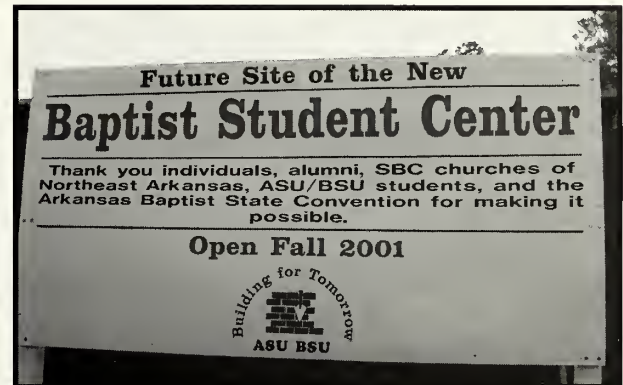 Future Site of the New
Baptist Student Center
Thank you individuals, alumni, SBC churches of
Northeast Arkansas, ASU/BSU students, and the
Arkansas Baptist State Convention for making it
possible.
Open Fall 2001
Building for Tomorrow
ASU BSU